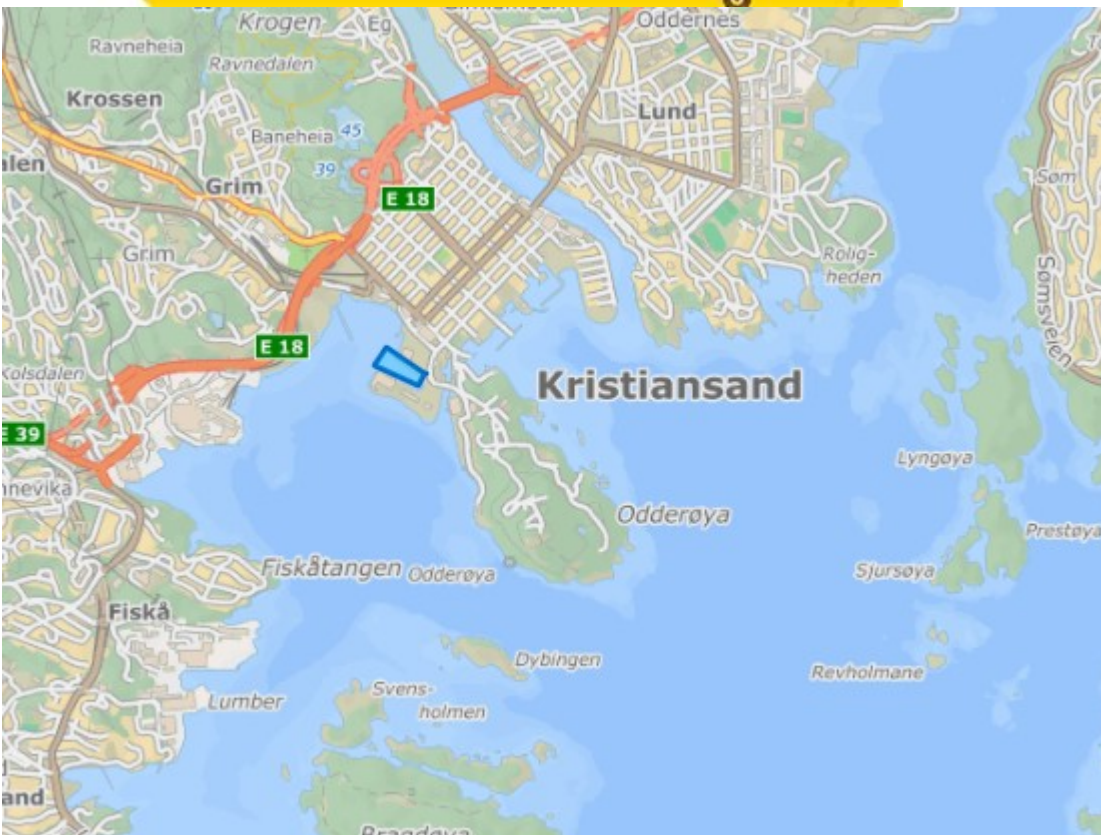 Krogen
Eg
Oddernes
Ravneheia
Ravnedalen
Krossen
Lund
Baneheia
45
39
alen
Grim
E 18
Søm
Grim
Rolig-
heden
Sømsveien
E 18
Kolsdalen
Kristiansand
E 39
Lyngøya
nnevika
Odderøya
Prestøya
Fiskåtangen
Odderøya
Sjursøya
Fiskå
Dybingen
Revholmane
Svens-
holmen
Lumber
and